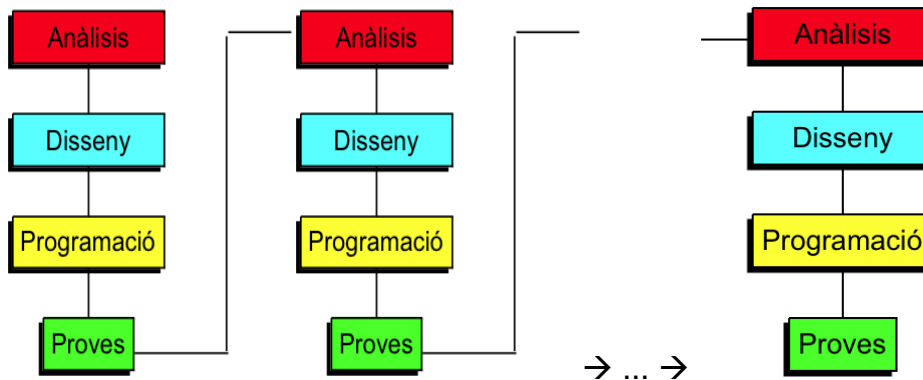 Anàlisis
Disseny
Programació
Proves
Anàlisis
Disseny
Programació
Proves
→ ... →
Anàlisis
Disseny
Programació
Proves